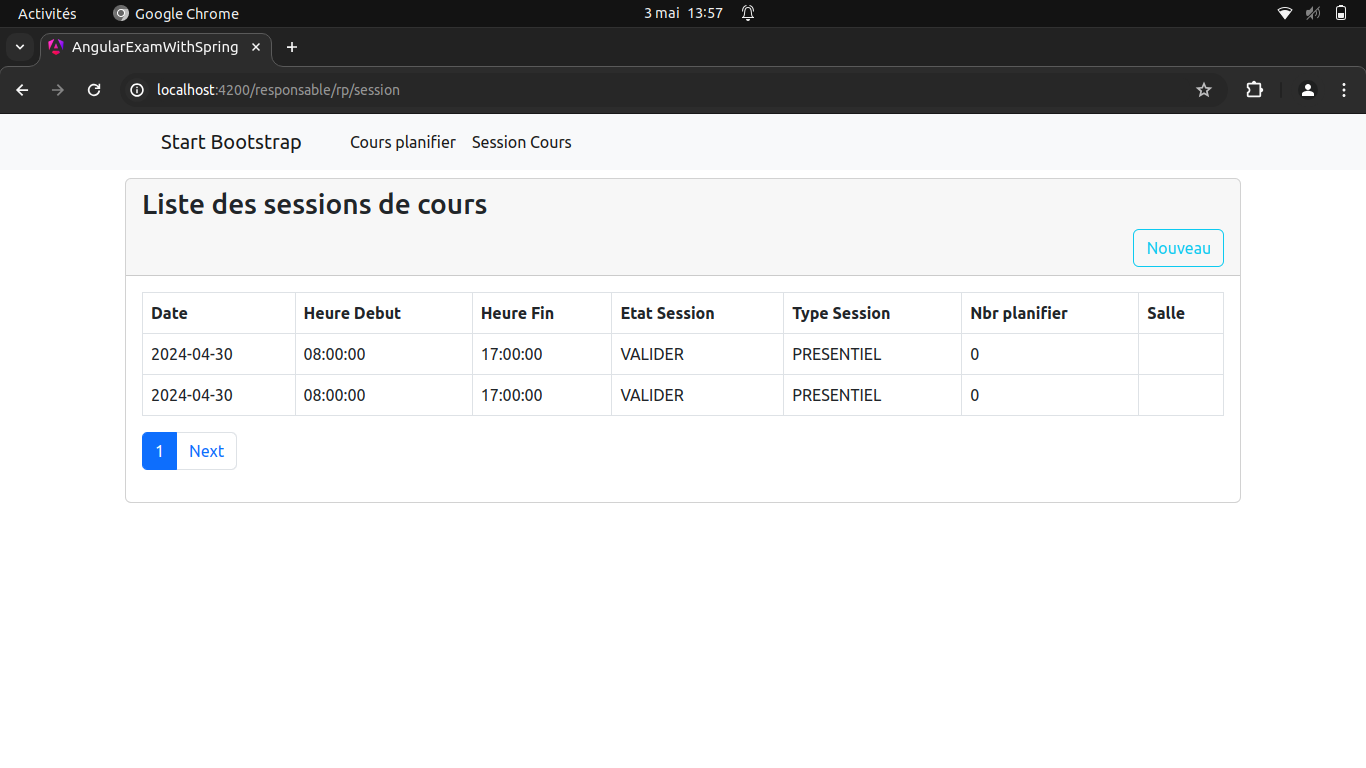 Activités Google Chrome 3 mai 13:57
AngularExamWithSpring
localhost:4200/responsable/rp/session
Start Bootstrap Cours planifier Session Cours
Liste des sessions de cours
Nouveau
Date Heure Debut Heure Fin Etat Session Type Session Nbr planifier Salle
2024-04-30 08:00:00 17:00:00 VALIDER PRESENTIEL 0
2024-04-30 08:00:00 17:00:00 VALIDER PRESENTIEL 0
1 Next